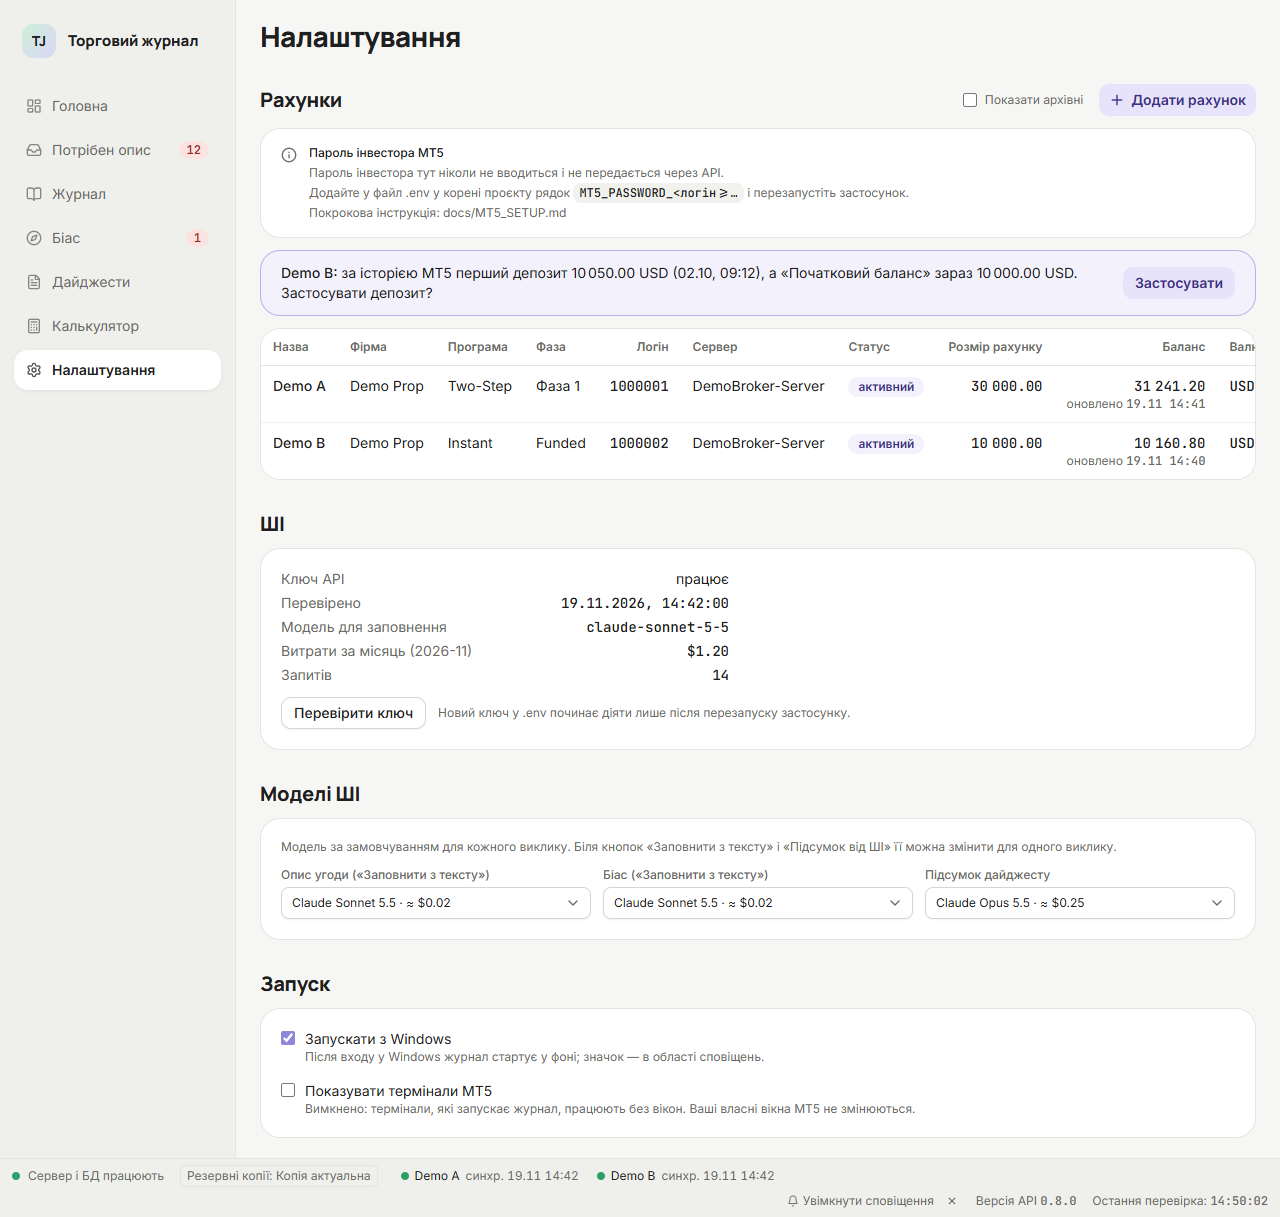 TJ Торговий журнал
Головна
Потрібен опис 12
Журнал
Біас 1
Дайджести
Калькулятор
Налаштування
Налаштування
Рахунки
Показати архівні
+ Додати рахунок
Пароль інвестора MT5
Пароль інвестора тут ніколи не вводиться і не передається через API.
Додайте у файл .env у корені проєкту рядок MT5_PASSWORD_<логін>=… і перезапустіть застосунок.
Покрокова інструкція: docs/MT5_SETUP.md
Demo B: за історією MT5 перший депозит 10 050.00 USD (02.10, 09:12), а «Початковий баланс» зараз 10 000.00 USD.
Застосувати депозит?
Застосувати
Назва Фірма Програма Фаза Логін Сервер Статус Розмір рахунку Баланс Валю
Demo A Demo Prop Two-Step Фаза 1 1000001 DemoBroker-Server активний 30 000.00 31 241.20 USD
оновлено 19.11 14:41
Demo B Demo Prop Instant Funded 1000002 DemoBroker-Server активний 10 000.00 10 160.80 USD
оновлено 19.11 14:40
ШІ
Ключ API працює
Перевірено 19.11.2026, 14:42:00
Модель для заповнення claude-sonnet-5-5
Витрати за місяць (2026-11) $1.20
Запитів 14
Перевірити ключ Новий ключ у .env починає діяти лише після перезапуску застосунку.
Моделі ШІ
Модель за замовчуванням для кожного виклику. Біля кнопок «Заповнити з тексту» і «Підсумок від ШІ» її можна змінити для одного виклику.
Опис угоди («Заповнити з тексту») Біас («Заповнити з тексту») Підсумок дайджесту
Claude Sonnet 5.5 · ≈ $0.02 Claude Sonnet 5.5 · ≈ $0.02 Claude Opus 5.5 · ≈ $0.25
Запуск
Запускати з Windows
Після входу у Windows журнал стартує у фоні; значок — в області сповіщень.
Показувати термінали MT5
Вимкнено: термінали, які запускає журнал, працюють без вікон. Ваші власні вікна MT5 не змінюються.
Сервер і БД працюють Резервні копії: Копія актуальна Demo A синхр. 19.11 14:42 Demo B синхр. 19.11 14:42
Увімкнути сповіщення × Версія API 0.8.0 Остання перевірка: 14:50:02